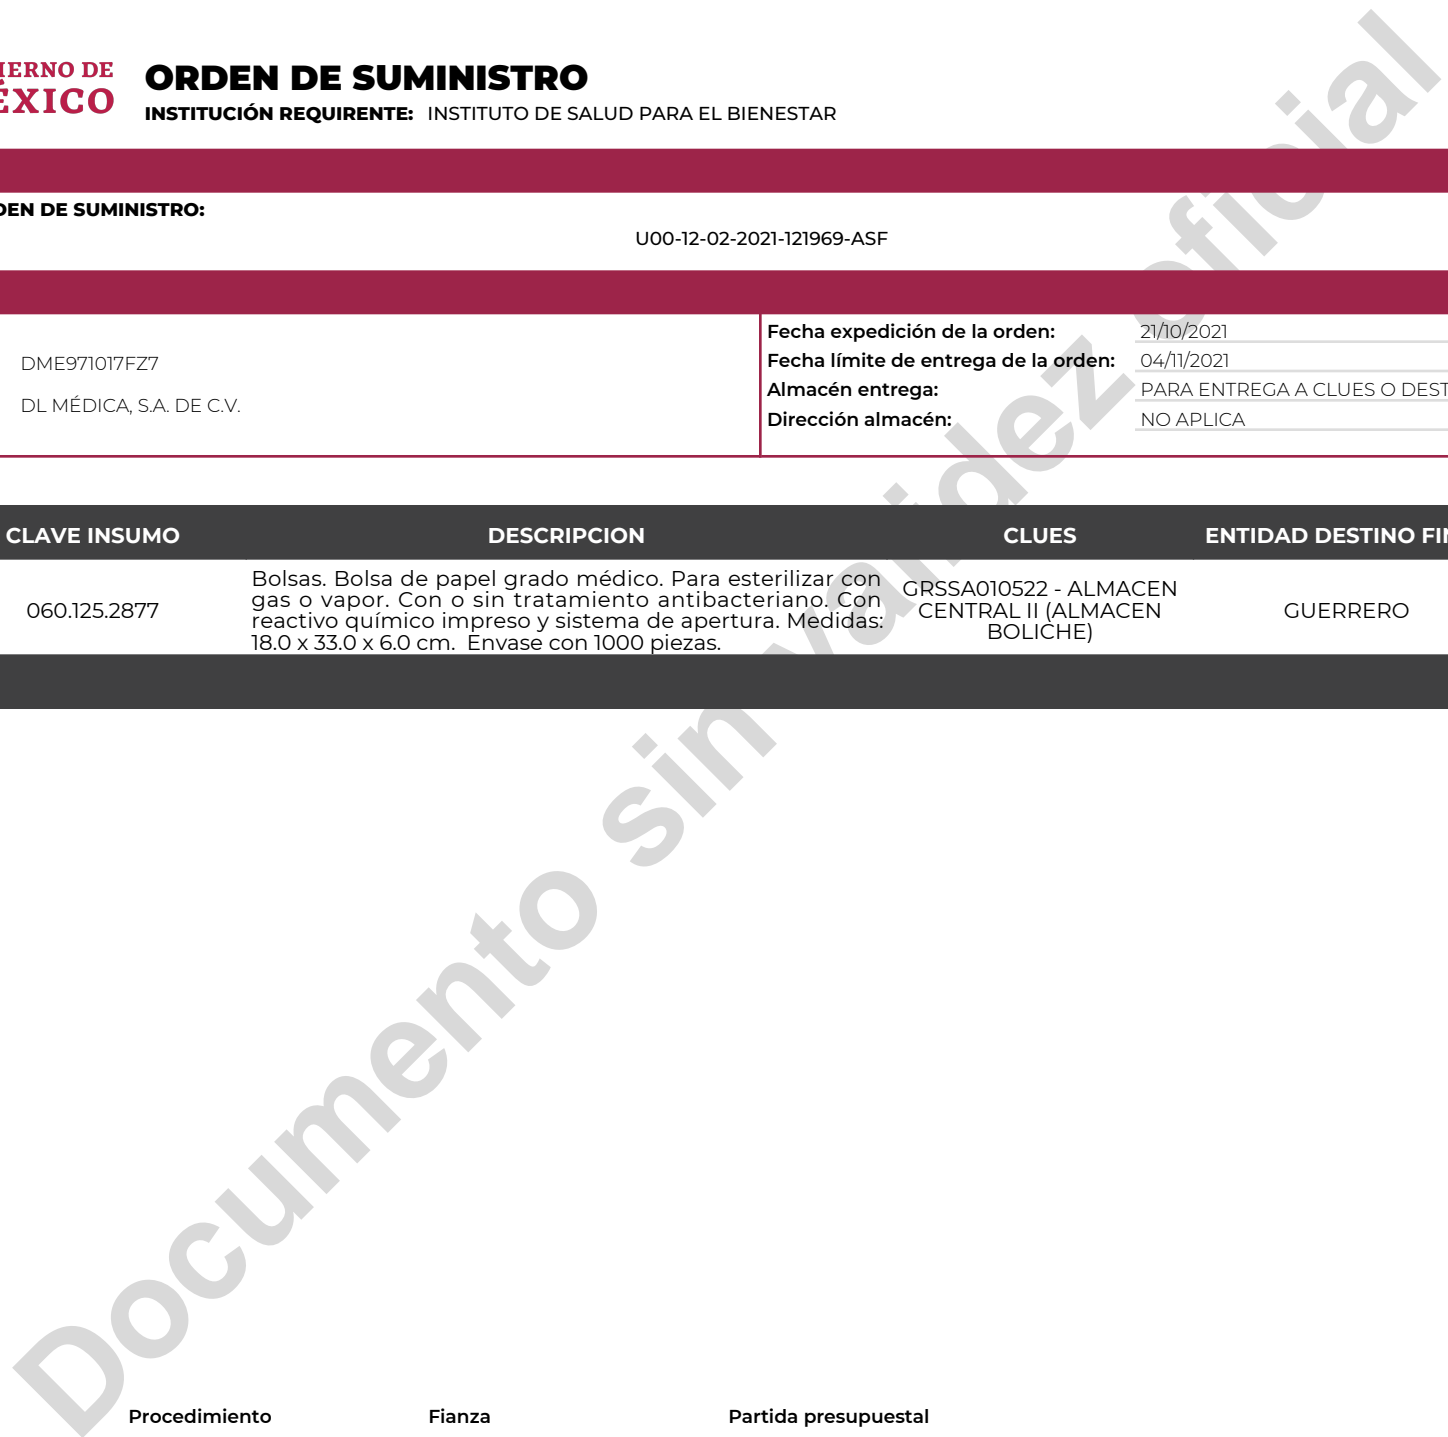 IERNO DE
ÉXICO
ORDEN DE SUMINISTRO
INSTITUCIÓN REQUIRENTE: INSTITUTO DE SALUD PARA EL BIENESTAR
DEN DE SUMINISTRO:
U00-12-02-2021-121969-ASF
DME971017FZ7
DL MÉDICA, S.A. DE C.V.
Fecha expedición de la orden: 21/10/2021
Fecha límite de entrega de la orden: 04/11/2021
Almacén entrega: PARA ENTREGA A CLUES O DEST
Dirección almacén: NO APLICA
CLAVE INSUMO DESCRIPCION CLUES ENTIDAD DESTINO FIN
060.125.2877
Bolsas. Bolsa de papel grado médico. Para esterilizar con
gas o vapor. Con o sin tratamiento antibacteriano. Con
reactivo químico impreso y sistema de apertura. Medidas:
18.0 x 33.0 x 6.0 cm. Envase con 1000 piezas.
GRSSA010522 - ALMACEN
CENTRAL II (ALMACEN
BOLICHE)
GUERRERO
Documento sin validez oficial
Procedimiento Fianza Partida presupuestal